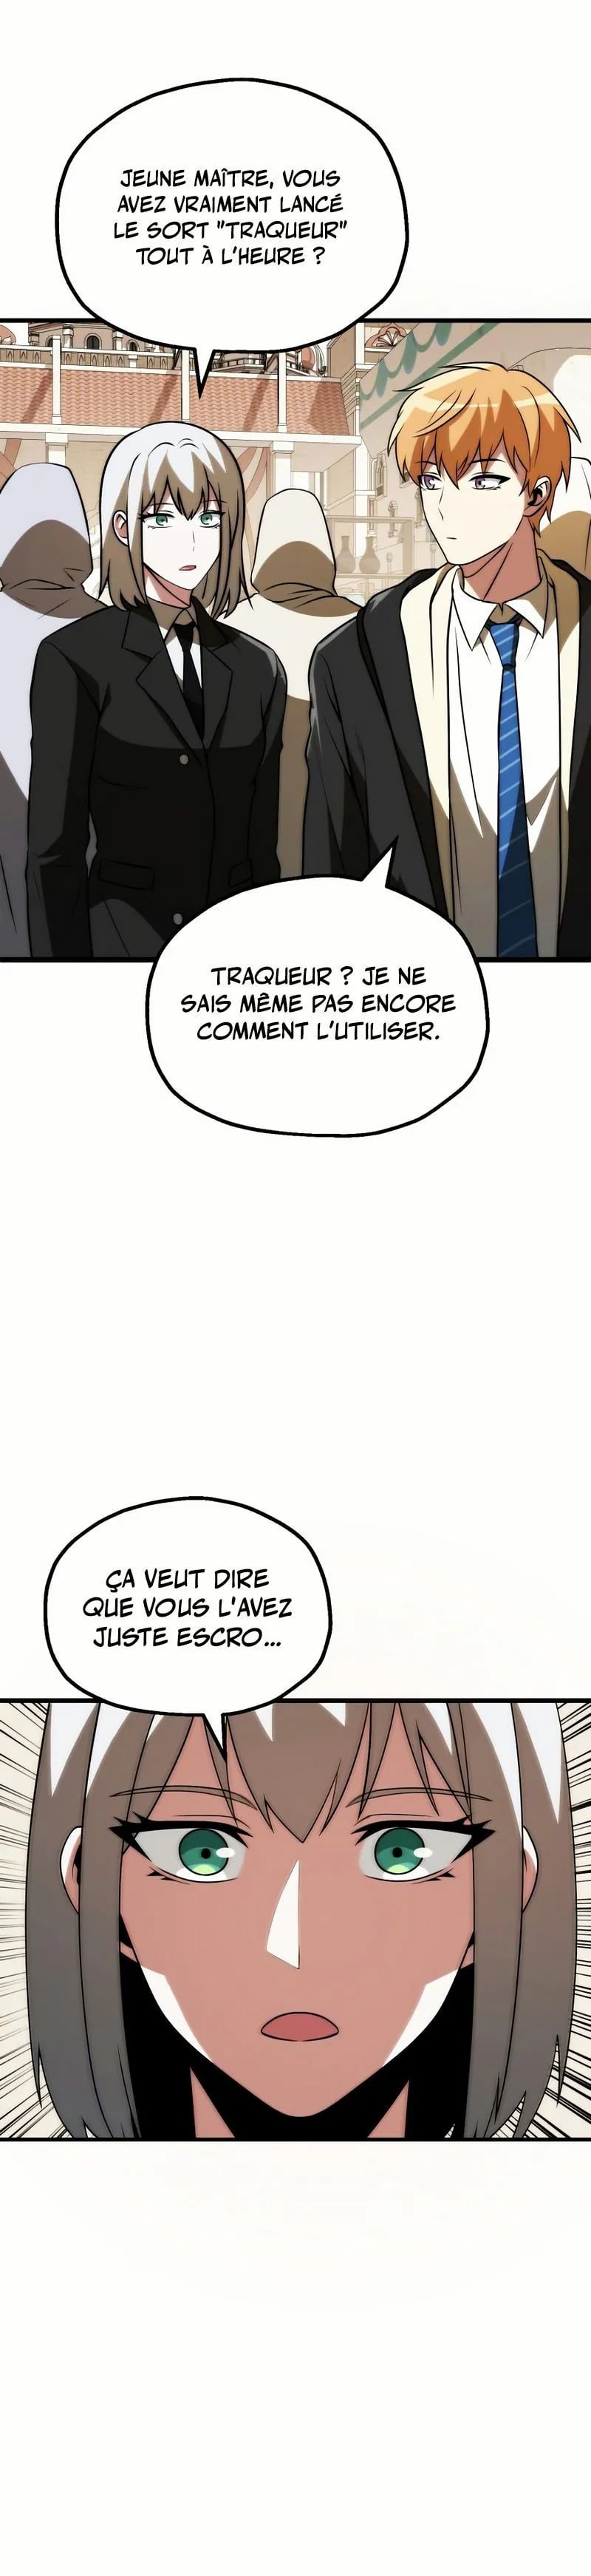 JEUNE MAÎTRE, VOUS
AVEZ VRAIMENT LANCÉ
LE SORT "TRAQUEUR"
TOUT À L'HEURE ?
TRAQUEUR ? JE NE
SAIS MÊME PAS ENCORE
COMMENT L'UTILISER.
ÇA VEUT DIRE
QUE VOUS L'AVEZ
JUSTE ESCRO...